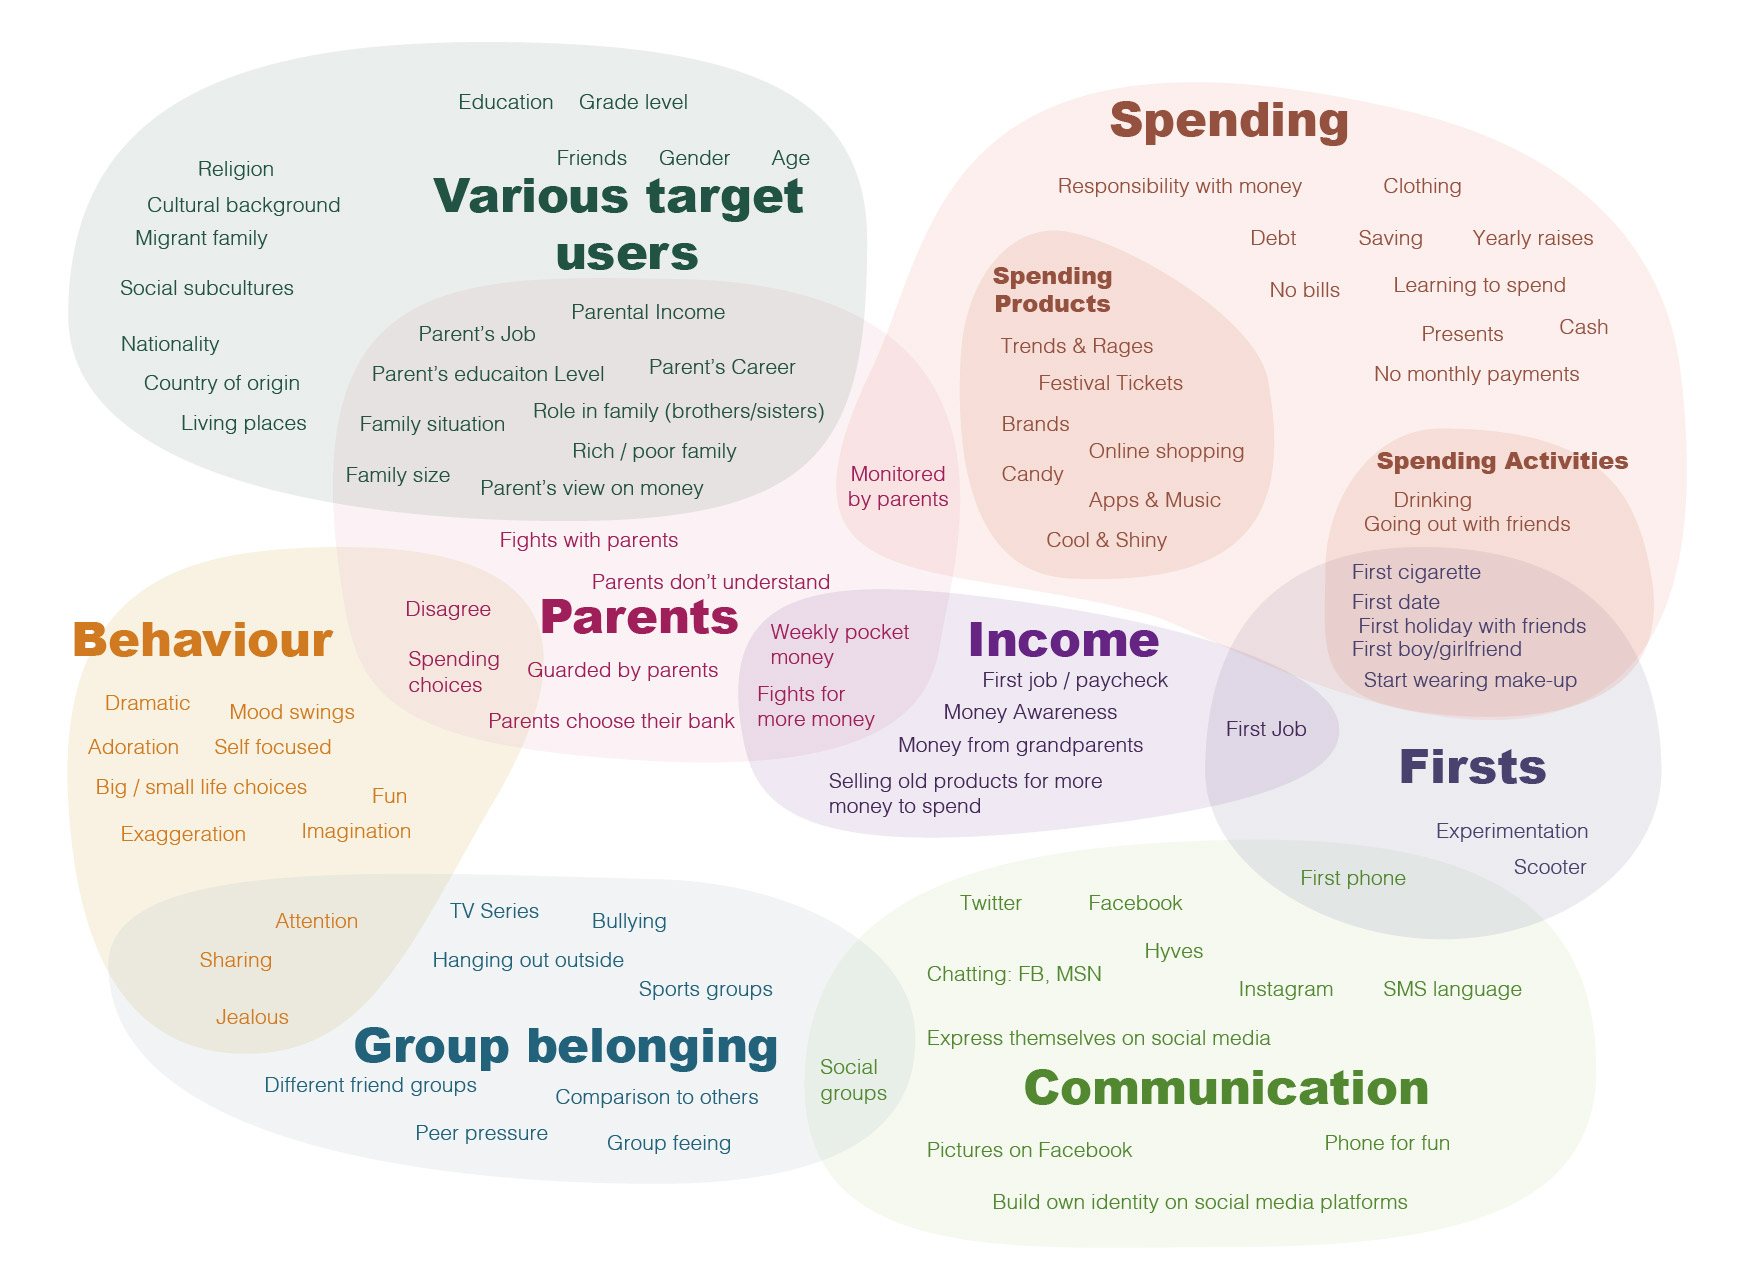 Education
Grade level
Friends
Gender
Age
Various target
users
Religion
Cultural background
Migrant family
Social subcultures
Nationality
Country of origin
Living places
Parental Income
Parent's Job
Parent's Career
Parent's educaiton Level
Role in family (brothers/sisters)
Family situation
Rich / poor family
Family size
Parent's view on money
Spending
Responsibility with money
Clothing
Debt
Saving
Yearly raises
No bills
Learning to spend
Presents
Cash
No monthly payments
Spending
Products
Trends & Rages
Festival Tickets
Brands
Online shopping
Candy
Apps & Music
Cool & Shiny
Spending Activities
Drinking
Going out with friends
First cigarette
First date
First holiday with friends
First boy/girlfriend
Start wearing make-up
Monitored
by parents
Fights with parents
Parents don't understand
Parents
Disagree
Spending
choices
Guarded by parents
Parents choose their bank
Weekly pocket
money
Fights for
more money
Income
First job / paycheck
Money Awareness
Money from grandparents
Selling old products for more
money to spend
First Job
Firsts
Experimentation
Scooter
First phone
Behaviour
Dramatic
Mood swings
Adoration
Self focused
Big / small life choices
Fun
Exaggeration
Imagination
Attention
Sharing
Jealous
TV Series
Bullying
Hanging out outside
Sports groups
Group belonging
Different friend groups
Comparison to others
Peer pressure
Group feeing
Social
groups
Twitter
Facebook
Hyves
Chatting: FB, MSN
Instagram
SMS language
Express themselves on social media
Communication
Pictures on Facebook
Phone for fun
Build own identity on social media platforms